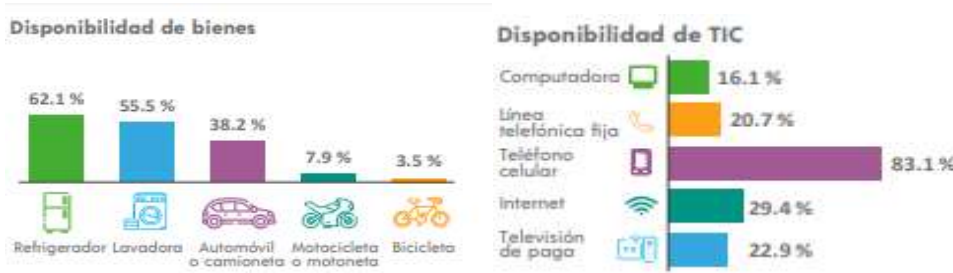 Disponibilidad de bienes
62.1 %
55.5 %
38.2 %
7.9 %
3.5 %
Refrigerador
Lavadora
Automóvil
o camioneta
Motocicleta
o motoneta
Bicicleta
Disponibilidad de TIC
Computadora
16.1 %
Línea
telefónica fija
20.7 %
Teléfono
celular
83.1 %
Internet
29.4 %
Televisión
de paga
22.9 %